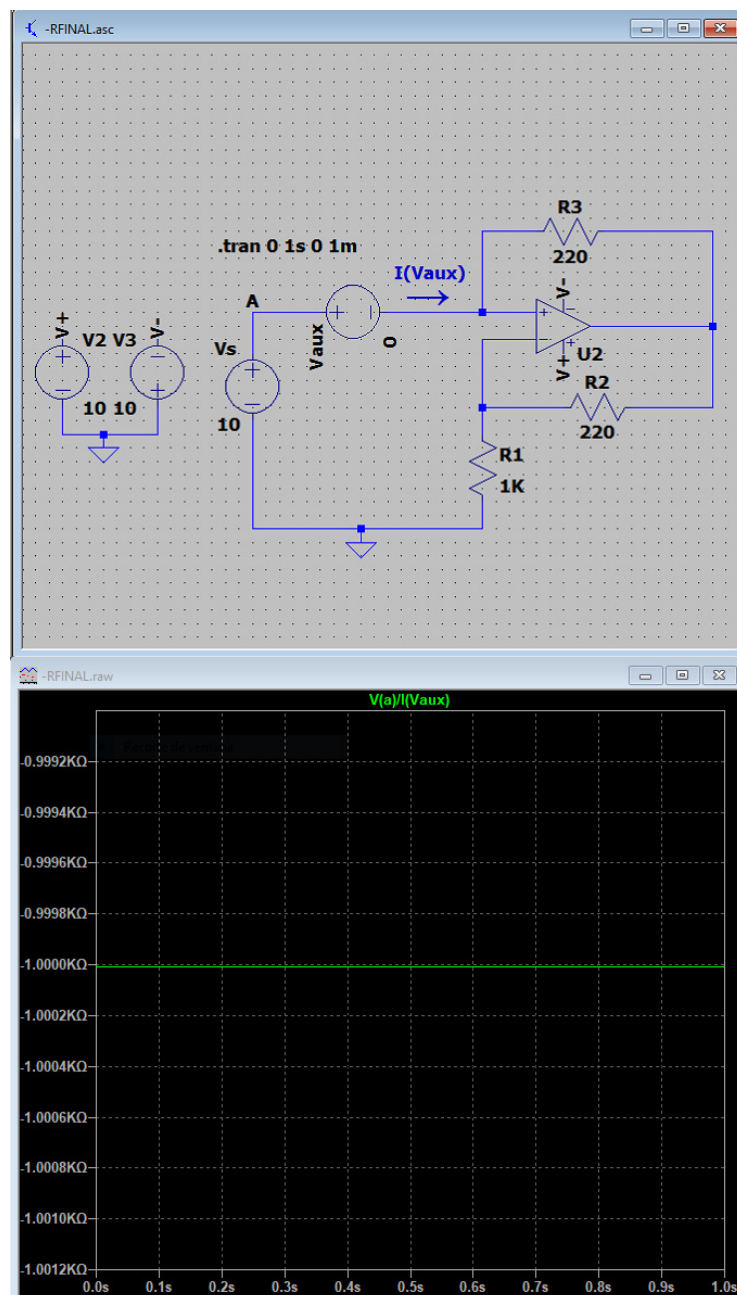 -RFINAL.asc
R3
220
.tran 0 1s 0 1m
I(Vaux)
A
V+
V-
V2 V3
10 10
Vs
10
Vaux
0
+
-
V-
V+
U2
R2
220
R1
1K
-RFINAL.raw
V(a)/I(Vaux)
-0.9992KΩ
-0.9994KΩ
-0.9996KΩ
-0.9998KΩ
-1.0000KΩ
-1.0002KΩ
-1.0004KΩ
-1.0006KΩ
-1.0008KΩ
-1.0010KΩ
-1.0012KΩ
0.0s 0.1s 0.2s 0.3s 0.4s 0.5s 0.6s 0.7s 0.8s 0.9s 1.0s